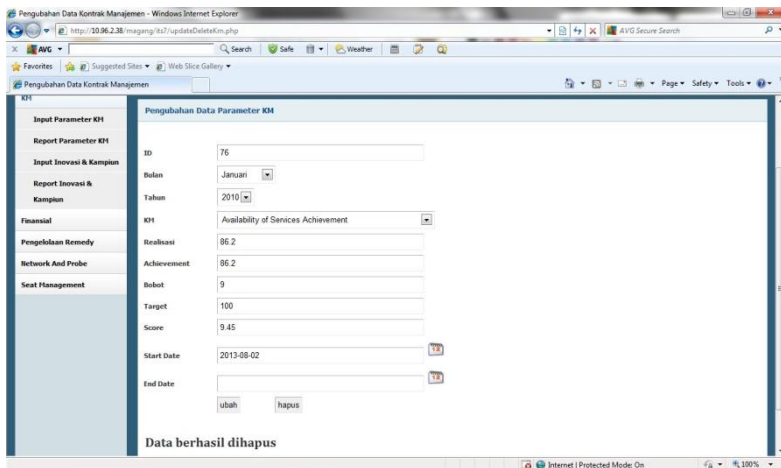 Pengubahan Data Kontrak Manajemen - Windows Internet Explorer
http://10.96.2.38/magang/its7/updateDeleteKm.php
AVG Secure Search
AVG
Search
Safe
Weather
Favorites
Suggested Sites
Web Slice Gallery
Pengubahan Data Kontrak Manajemen
Page
Safety
Tools
KM
Input Parameter KM
Report Parameter KM
Input Inovasi & Kampiun
Report Inovasi &
Kampiun
Finansial
Pengelolaan Remedy
Network And Probe
Seat Management
Pengubahan Data Parameter KM
ID 76
Bulan Januari
Tahun 2010
KM Availability of Services Achievement
Realisasi 86.2
Achievement 86.2
Bobot 9
Target 100
Score 9.45
Start Date 2013-08-02
End Date
ubah hapus
Data berhasil dihapus
Internet | Protected Mode: On
100%